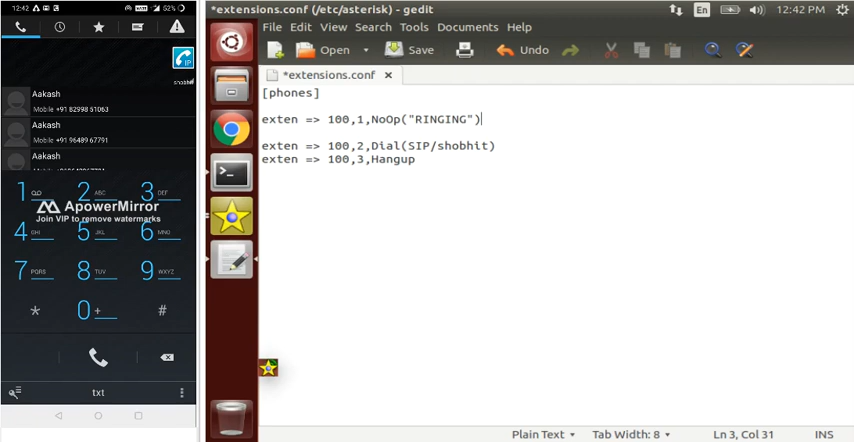 12:42
52%
IP
shobhit
Aakash
Mobile +91 82998 51063
Aakash
Mobile +91 96489 67791
Aakash
1 2 ABC 3 DEF
ApowerMirror
Join VIP to remove watermarks
4 GHI 5 JKL 6 MNO
7 PQRS 8 TUV 9 WXYZ
* 0 + #
txt
*extensions.conf (/etc/asterisk) - gedit
En
12:42 PM
File Edit View Search Tools Documents Help
Open Save Undo
*extensions.conf ×
[phones]
exten => 100,1,NoOp("RINGING")
exten => 100,2,Dial(SIP/shobhit)
exten => 100,3,Hangup
Plain Text Tab Width: 8 Ln 3, Col 31 INS